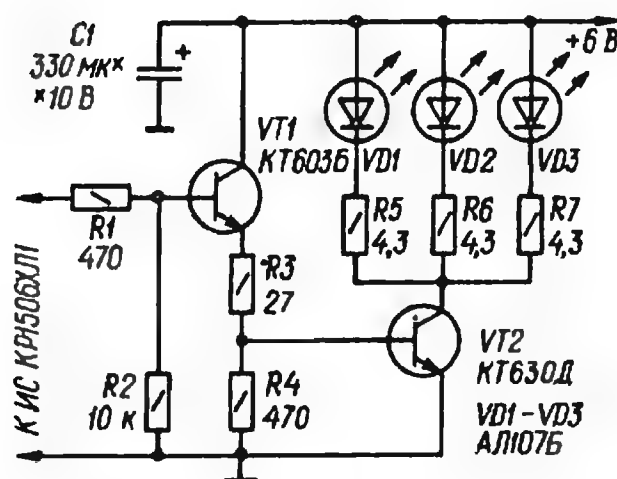 С1
330 мк×
×10 В
+6 В
VT1
КТ603Б
VD1
VD2
VD3
R1
470
R5
4,3
R6
4,3
R7
4,3
R3
27
К ИС КР1506ХЛ1
R2
10 к
R4
470
VT2
КТ630Д
VD1-VD3
АЛ107Б